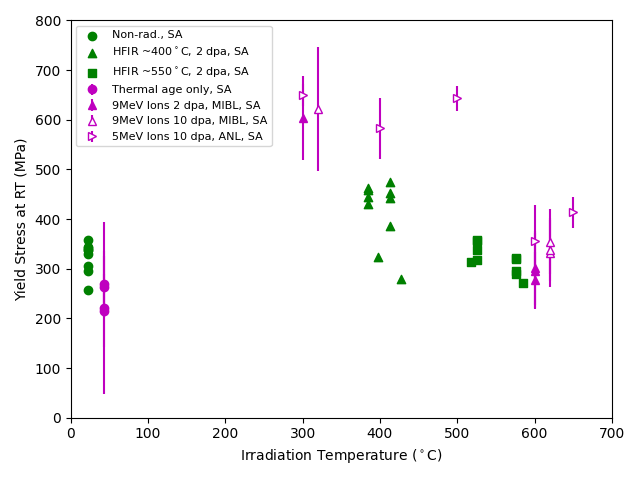 800
700
600
500
400
300
200
100
0
Yield Stress at RT (MPa)
Non-rad., SA
HFIR ~400°C, 2 dpa, SA
HFIR ~550°C, 2 dpa, SA
Thermal age only, SA
9MeV Ions 2 dpa, MIBL, SA
9MeV Ions 10 dpa, MIBL, SA
5MeV Ions 10 dpa, ANL, SA
0 100 200 300 400 500 600 700
Irradiation Temperature (°C)